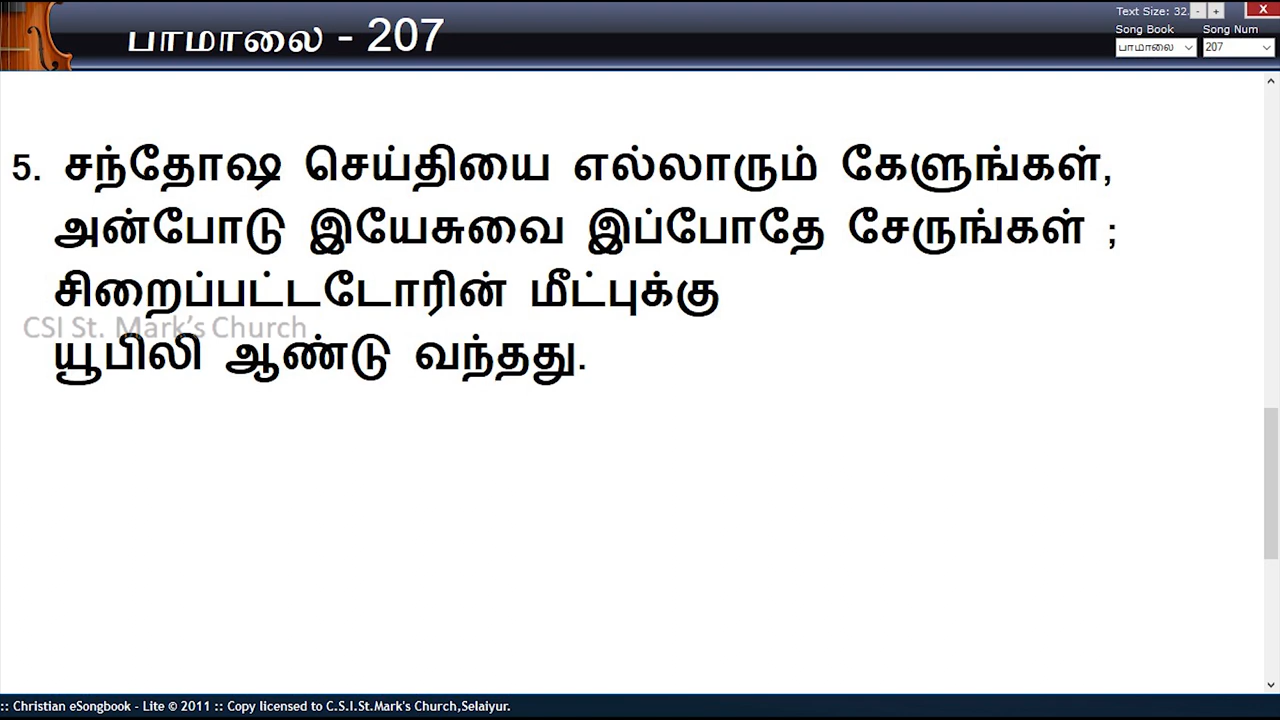 பாமாலை - 207
Text Size: 32
- +
X
Song Book
Song Num
பாமாலை
207
5. சந்தோஷ செய்தியை எல்லாரும் கேளுங்கள்,
அன்போடு இயேசுவை இப்போதே சேருங்கள் ;
சிறைப்பட்டடோரின் மீட்புக்கு
CSI St. Mark's Church
யூபிலி ஆண்டு வந்தது.
:: Christian eSongbook - Lite © 2011 :: Copy licensed to C.S.I.St.Mark's Church,Selaiyur.